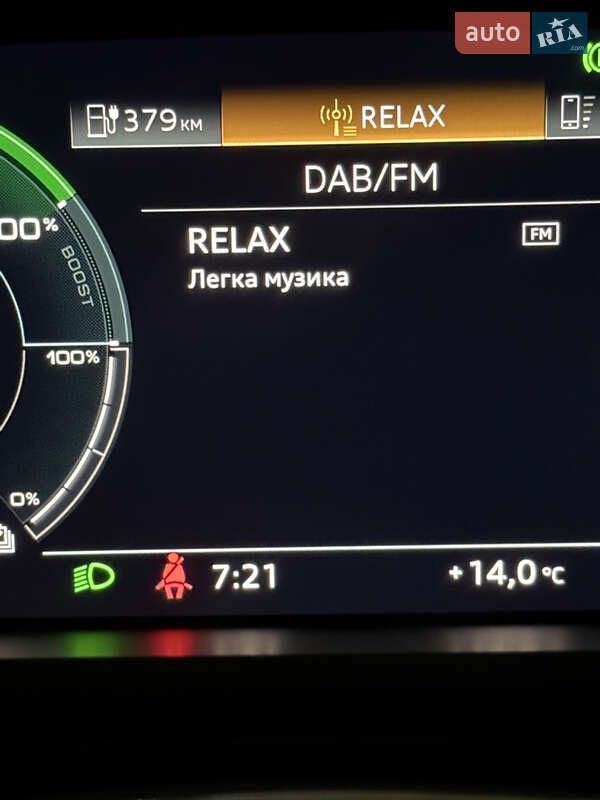 auto RIA .com
379 КМ
RELAX
DAB/FM
RELAX
FM
Легка музика
00%
BOOST
100%
0%
7:21
+14,0°C